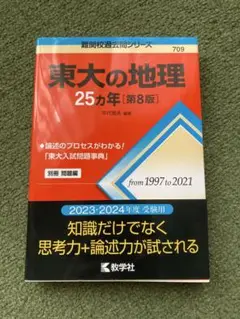 難関校過去問シリーズ
709
東大の地理
25カ年[第8版]
編著
◆論述のプロセスがわかる!
「東大入試問題事典」
別冊 問題編
from 1997 to 2021
2023・2024年度 受験用
知識だけでなく
思考力+論述力が試される
教学社